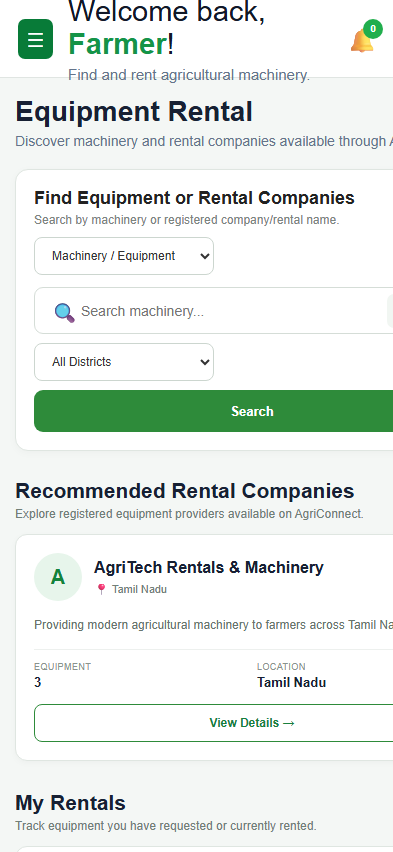 Welcome back,
Farmer!
0
Find and rent agricultural machinery.
Equipment Rental
Discover machinery and rental companies available through
Find Equipment or Rental Companies
Search by machinery or registered company/rental name.
Machinery / Equipment
Search machinery...
All Districts
Search
Recommended Rental Companies
Explore registered equipment providers available on AgriConnect.
A
AgriTech Rentals & Machinery
Tamil Nadu
Providing modern agricultural machinery to farmers across Tamil
EQUIPMENT LOCATION
3 Tamil Nadu
View Details →
My Rentals
Track equipment you have requested or currently rented.